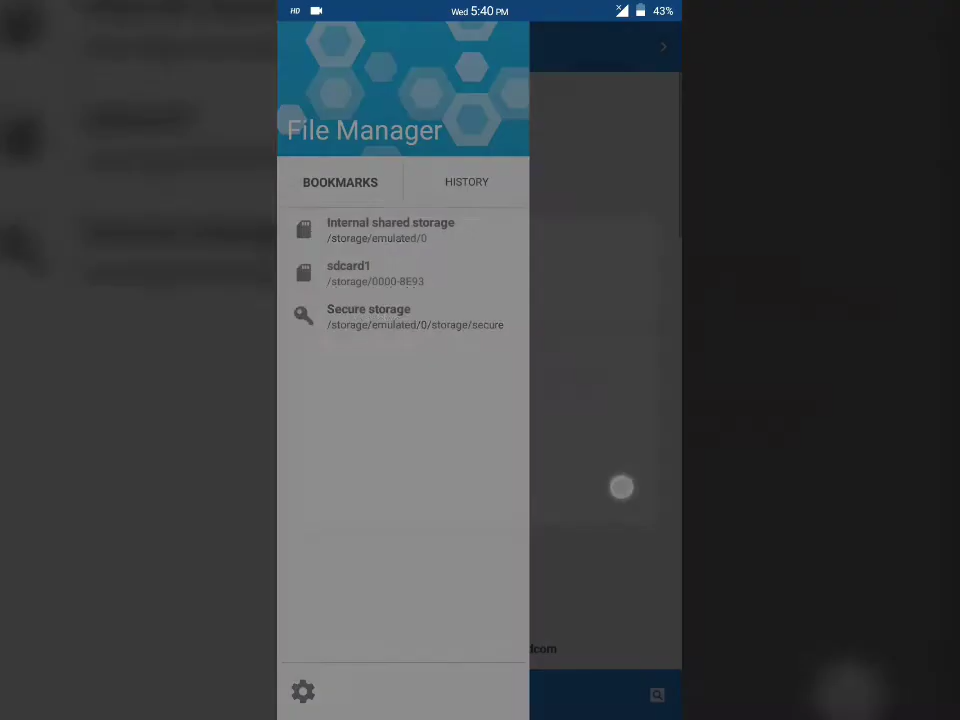 HD
Wed 5:40 PM
43%
File Manager
BOOKMARKS
HISTORY
Internal shared storage
/storage/emulated/0
sdcard1
/storage/0000-8E93
Secure storage
/storage/emulated/0/storage/secure
dcom